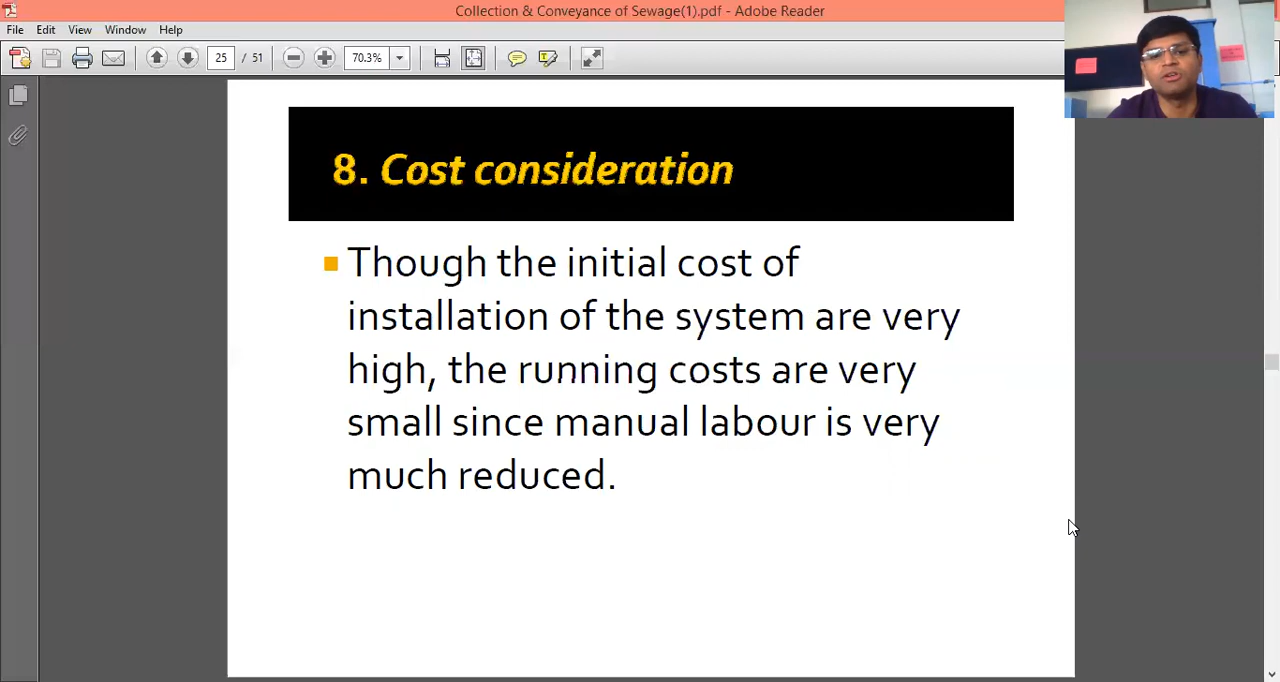 Collection & Conveyance of Sewage(1).pdf - Adobe Reader
File Edit View Window Help
25 / 51 70.3%
8. Cost consideration
Though the initial cost of
installation of the system are very
high, the running costs are very
small since manual labour is very
much reduced.